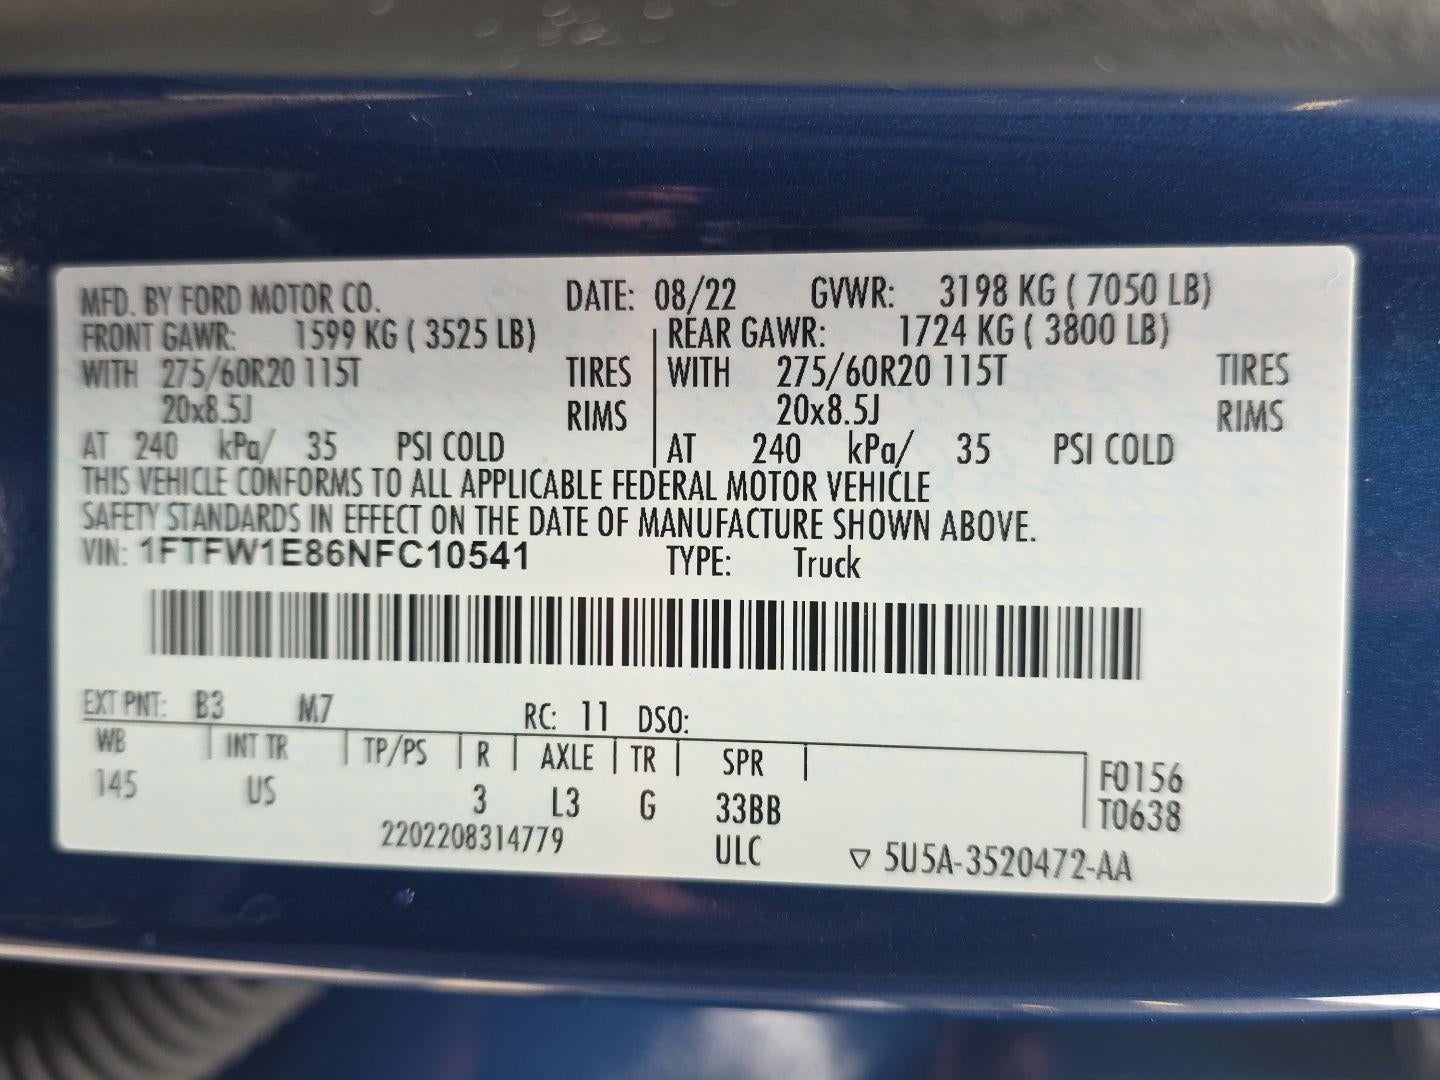 MFD. BY FORD MOTOR CO. DATE: 08/22 GVWR: 3198 KG ( 7050 LB)
FRONT GAWR: 1599 KG ( 3525 LB) REAR GAWR: 1724 KG ( 3800 LB)
WITH 275/60R20 115T TIRES WITH 275/60R20 115T TIRES
20x8.5J RIMS 20x8.5J RIMS
AT 240 kPa/ 35 PSI COLD AT 240 kPa/ 35 PSI COLD
THIS VEHICLE CONFORMS TO ALL APPLICABLE FEDERAL MOTOR VEHICLE
SAFETY STANDARDS IN EFFECT ON THE DATE OF MANUFACTURE SHOWN ABOVE.
VIN: 1FTFW1E86NFC10541 TYPE: Truck
EXT PNT: B3 M7 RC: 11 DSO:
WB INT TR TP/PS R AXLE TR SPR F0156
145 US 3 L3 G 33BB T0638
2202208314779 ULC ▽ 5U5A-3520472-AA